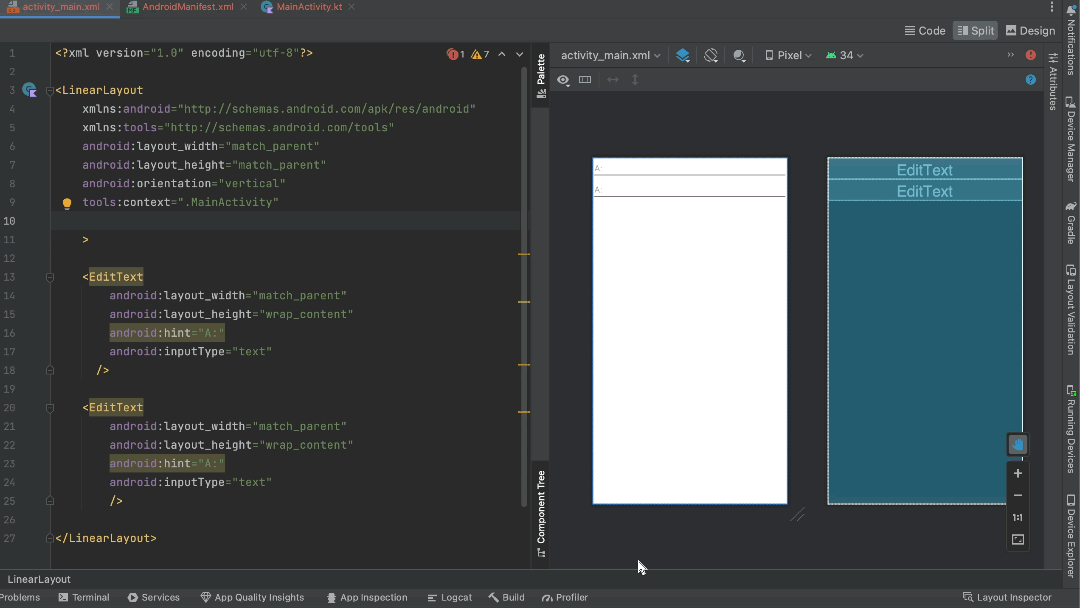 activity_main.xml
AndroidManifest.xml
MainActivity.kt
Code
Split
Design
1 <?xml version="1.0" encoding="utf-8"?>
1 7
2
3 <LinearLayout
4 xmlns:android="http://schemas.android.com/apk/res/android"
5 xmlns:tools="http://schemas.android.com/tools"
6 android:layout_width="match_parent"
7 android:layout_height="match_parent"
8 android:orientation="vertical"
9 tools:context=".MainActivity"
10
11 >
12
13 <EditText
14 android:layout_width="match_parent"
15 android:layout_height="wrap_content"
16 android:hint="A:"
17 android:inputType="text"
18 />
19
20 <EditText
21 android:layout_width="match_parent"
22 android:layout_height="wrap_content"
23 android:hint="A:"
24 android:inputType="text"
25 />
26
27 </LinearLayout>
Palette
Component Tree
activity_main.xml
Pixel
34
A:
A:
EditText
EditText
1:1
Attributes
Notifications
Device Manager
Gradle
Layout Validation
Running Devices
Device Explorer
LinearLayout
Problems
Terminal
Services
App Quality Insights
App Inspection
Logcat
Build
Profiler
Layout Inspector